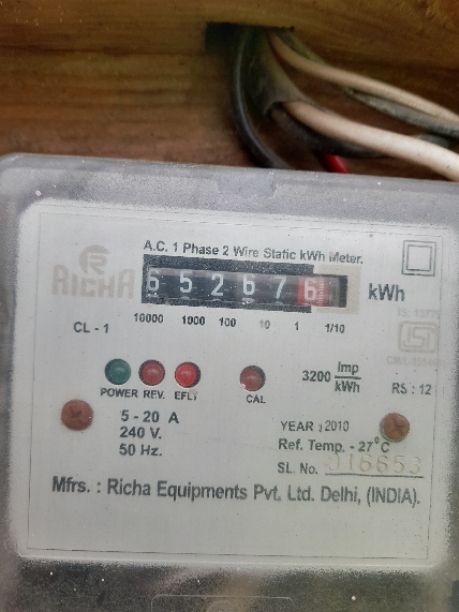 A.C. 1 Phase 2 Wire Static kWh Meter.
RICHA
6 5 2 6 7 6 kWh
10000 1000 100 10 1 1/10
CL - 1
3200 Imp/kWh
RS : 12
POWER REV. EFLT CAL
5 - 20 A
240 V.
50 Hz.
YEAR : 2010
Ref. Temp. - 27°C
SL. No. 016653
Mfrs. : Richa Equipments Pvt. Ltd. Delhi, (INDIA).